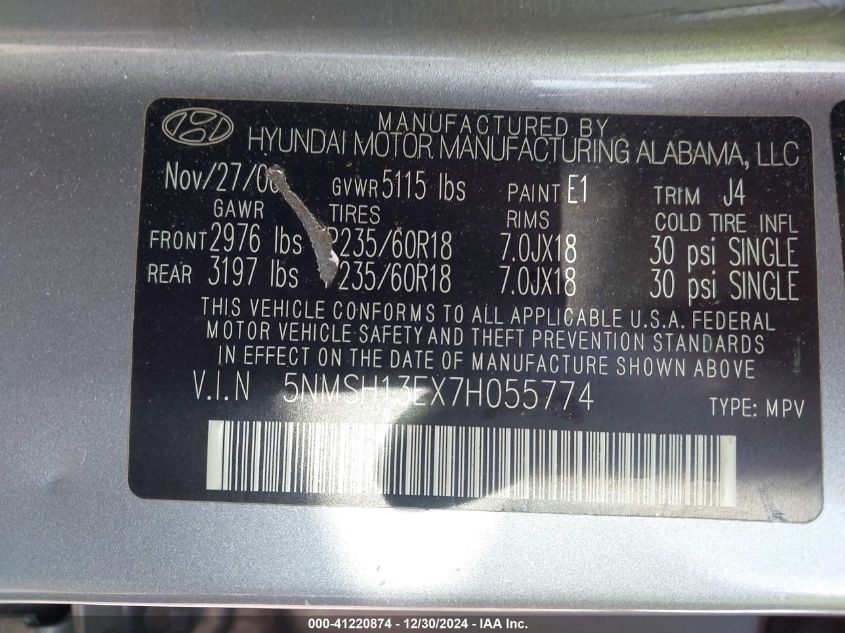 MANUFACTURED BY
HYUNDAI MOTOR MANUFACTURING ALABAMA, LLC
GVWR 5115 lbs PAINT E1 TRIM J4
GAWR TIRES RIMS COLD TIRE INFL
FRONT 2976 lbs P235/60R18 7.0JX18 30 psi SINGLE
REAR 3197 lbs 235/60R18 7.0JX18 30 psi SINGLE
THIS VEHICLE CONFORMS TO ALL APPLICABLE U.S.A. FEDERAL
MOTOR VEHICLE SAFETY AND THEFT PREVENTION STANDARDS
IN EFFECT ON THE DATE OF MANUFACTURE SHOWN ABOVE
V.I.N 5NMSH13EX7H055774 TYPE: MPV
000-41220874 - 12/30/2024 - IAAI.com